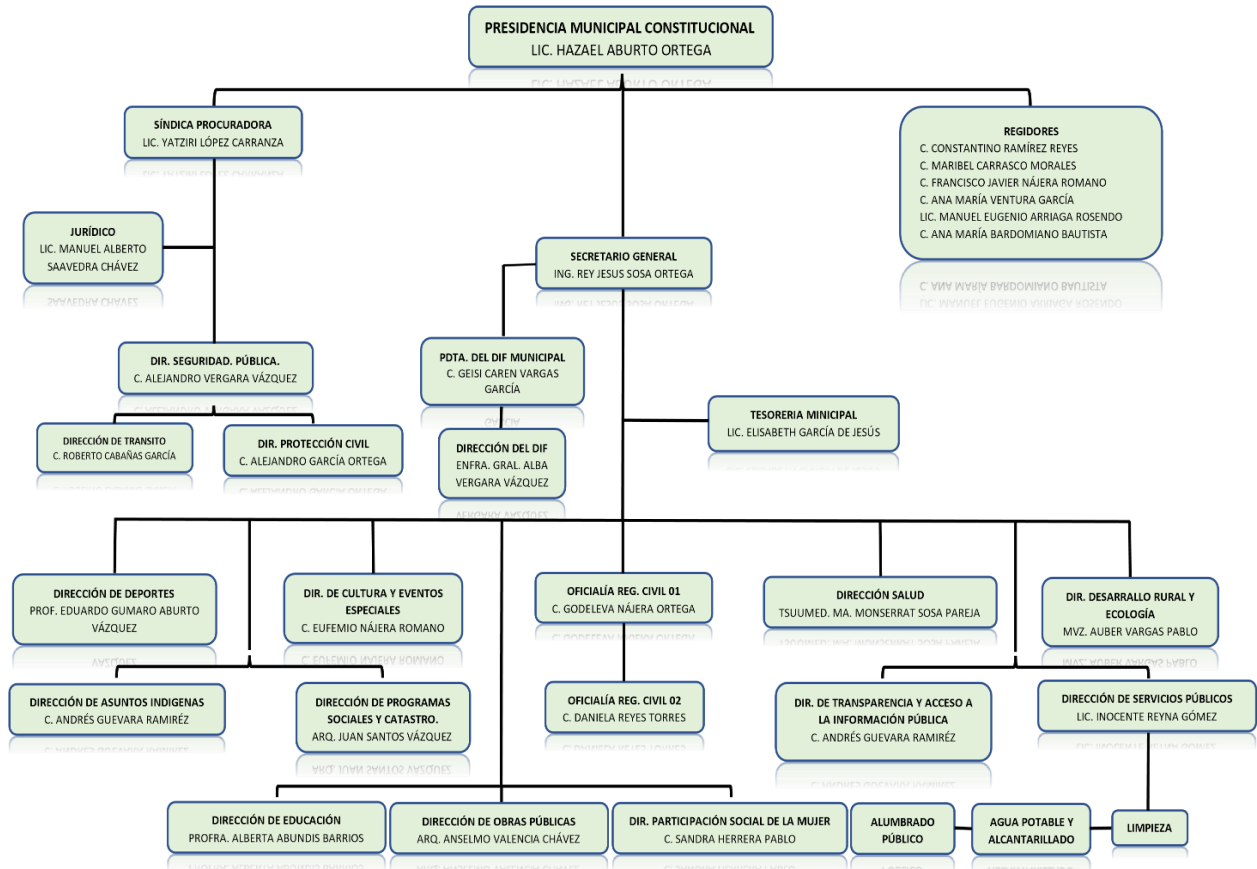 PRESIDENCIA MUNICIPAL CONSTITUCIONAL
LIC. HAZAEL ABURTO ORTEGA
SÍNDICA PROCURADORA
LIC. YATZIRI LÓPEZ CARRANZA
REGIDORES
C. CONSTANTINO RAMÍREZ REYES
C. MARIBEL CARRASCO MORALES
C. FRANCISCO JAVIER NÁJERA ROMANO
C. ANA MARÍA VENTURA GARCÍA
LIC. MANUEL EUGENIO ARRIAGA ROSENDO
C. ANA MARÍA BARDOMIANO BAUTISTA
JURÍDICO
LIC. MANUEL ALBERTO
SAAVEDRA CHÁVEZ
SECRETARIO GENERAL
ING. REY JESUS SOSA ORTEGA
DIR. SEGURIDAD. PÚBLICA.
C. ALEJANDRO VERGARA VÁZQUEZ
PDTA. DEL DIF MUNICIPAL
C. GEISI CAREN VARGAS
GARCÍA
TESORERIA MINICIPAL
LIC. ELISABETH GARCÍA DE JESÚS
DIRECCIÓN DE TRANSITO
C. ROBERTO CABAÑAS GARCÍA
DIR. PROTECCIÓN CIVIL
C. ALEJANDRO GARCÍA ORTEGA
DIRECCIÓN DEL DIF
ENFRA. GRAL. ALBA
VERGARA VÁZQUEZ
DIRECCIÓN DE DEPORTES
PROF. EDUARDO GUMARO ABURTO
VÁZQUEZ
DIR. DE CULTURA Y EVENTOS
ESPECIALES
C. EUFEMIO NÁJERA ROMANO
OFICIALÍA REG. CIVIL 01
C. GODELEVA NÁJERA ORTEGA
DIRECCIÓN SALUD
TSUUMED. MA. MONSERRAT SOSA PAREJA
DIR. DESARROLLO RURAL Y
ECOLOGÍA
MVZ. AUBER VARGAS PABLO
DIRECCIÓN DE ASUNTOS INDIGENAS
C. ANDRÉS GUEVARA RAMIRÉZ
DIRECCIÓN DE PROGRAMAS
SOCIALES Y CATASTRO.
ARQ. JUAN SANTOS VÁZQUEZ
OFICIALÍA REG. CIVIL 02
C. DANIELA REYES TORRES
DIR. DE TRANSPARENCIA Y ACCESO
A LA INFORMACIÓN PÚBLICA
C. ANDRÉS GUEVARA RAMIRÉZ
DIRECCIÓN DE SERVICIOS PÚBLICOS
LIC. INOCENTE REYNA GÓMEZ
DIRECCIÓN DE EDUCACIÓN
PROFRA. ALBERTA ABUNDIS BARRIOS
DIRECCIÓN DE OBRAS PÚBLICAS
ARQ. ANSELMO VALENCIA CHÁVEZ
DIR. PARTICIPACIÓN SOCIAL DE LA MUJER
C. SANDRA HERRERA PABLO
ALUMBRADO
PÚBLICO
AGUA POTABLE Y
ALCANTARILLADO
LIMPIEZA